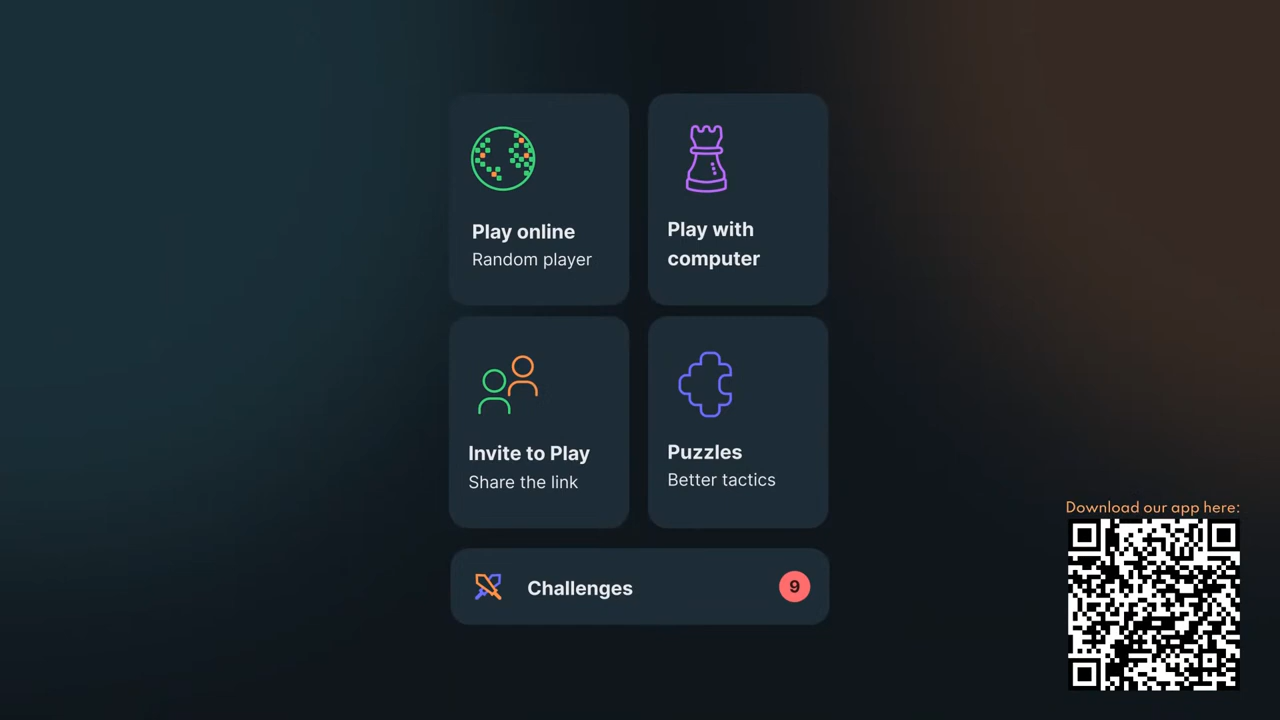 Play online
Random player
Play with
computer
Invite to Play
Share the link
Puzzles
Better tactics
Challenges
9
Download our app here: